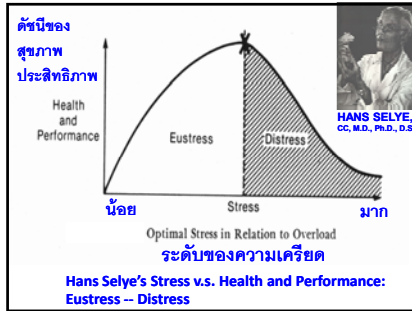 ดัชนีของ
สุขภาพ
ประสิทธิภาพ
Health
and
Performance
Eustress
Distress
HANS SELYE,
CC, M.D., Ph.D., D.S
น้อย
Stress
มาก
Optimal Stress in Relation to Overload
ระดับของความเครียด
Hans Selye's Stress v.s. Health and Performance:
Eustress -- Distress